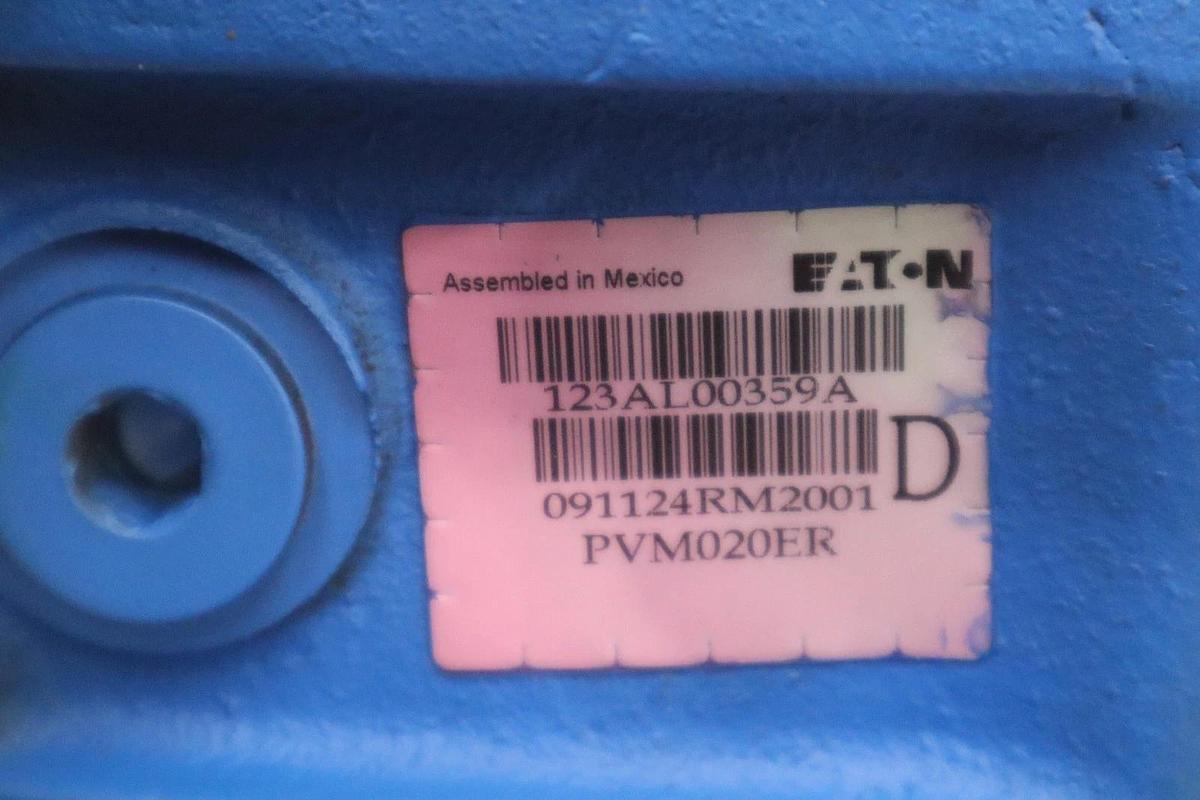 Assembled in Mexico
EATON
123AL00359A
091124RM2001
D
PVM020ER